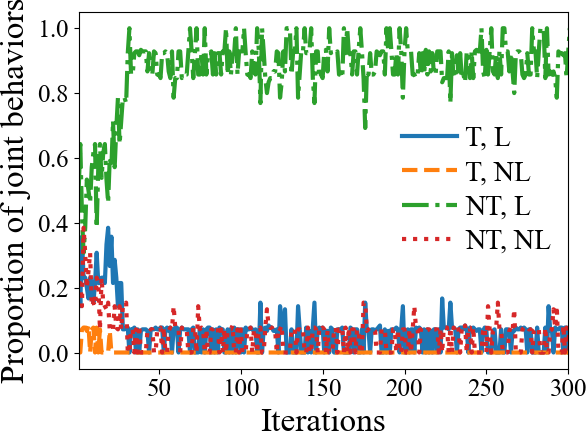 Proportion of joint behaviors
1.0
0.8
0.6
0.4
0.2
0.0
T, L
T, NL
NT, L
NT, NL
50
100
150
200
250
300
Iterations